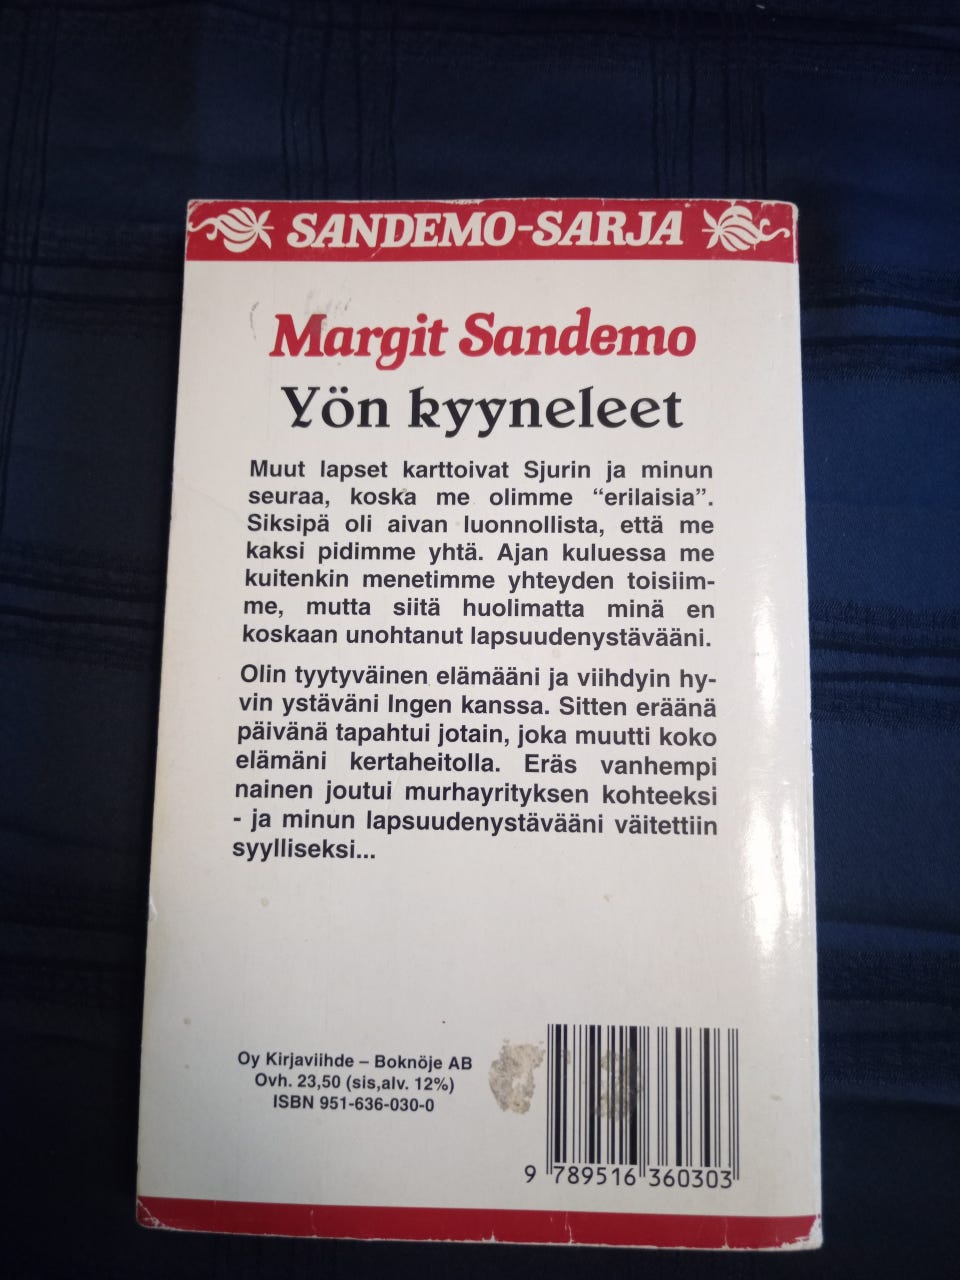 SANDEMO-SARJA
Margit Sandemo
Yön kyyneleet
Muut lapset karttoivat Sjurin ja minun
seuraa, koska me olimme “erilaisia”.
Siksipä oli aivan luonnollista, että me
kaksi pidimme yhtä. Ajan kuluessa me
kuitenkin menetimme yhteyden toisiim-
me, mutta siitä huolimatta minä en
koskaan unohtanut lapsuudenystävääni.
Olin tyytyväinen elämääni ja viihdyin hy-
vin ystäväni Ingen kanssa. Sitten eräänä
päivänä tapahtui jotain, joka muutti koko
elämäni kertaheitolla. Eräs vanhempi
nainen joutui murhayrityksen kohteeksi
- ja minun lapsuudenystävääni väitettiin
syylliseksi...
Oy Kirjaviihde – Boknöje AB
Ovh. 23,50 (sis,alv. 12%)
ISBN 951-636-030-0
9 789516 360303